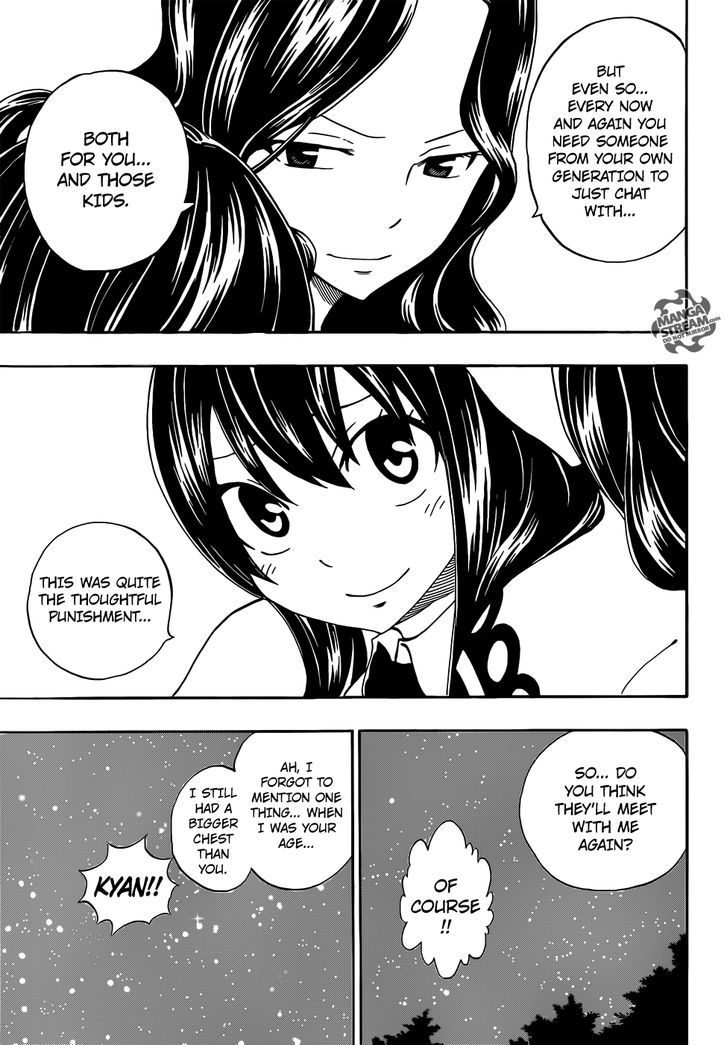 BUT
EVEN SO...
EVERY NOW
AND AGAIN YOU
NEED SOMEONE
FROM YOUR OWN
GENERATION TO
JUST CHAT
WITH...
BOTH
FOR YOU...
AND THOSE
KIDS.
MANGA
STREAM.com
DO NOT MIRROR
THIS WAS QUITE
THE THOUGHTFUL
PUNISHMENT...
SO... DO
YOU THINK
THEY'LL MEET
WITH ME
AGAIN?
OF
COURSE
!!
AH, I
FORGOT TO
MENTION ONE
THING... WHEN
I WAS YOUR
AGE...
I STILL
HAD A
BIGGER
CHEST
THAN
YOU.
KYAN!!